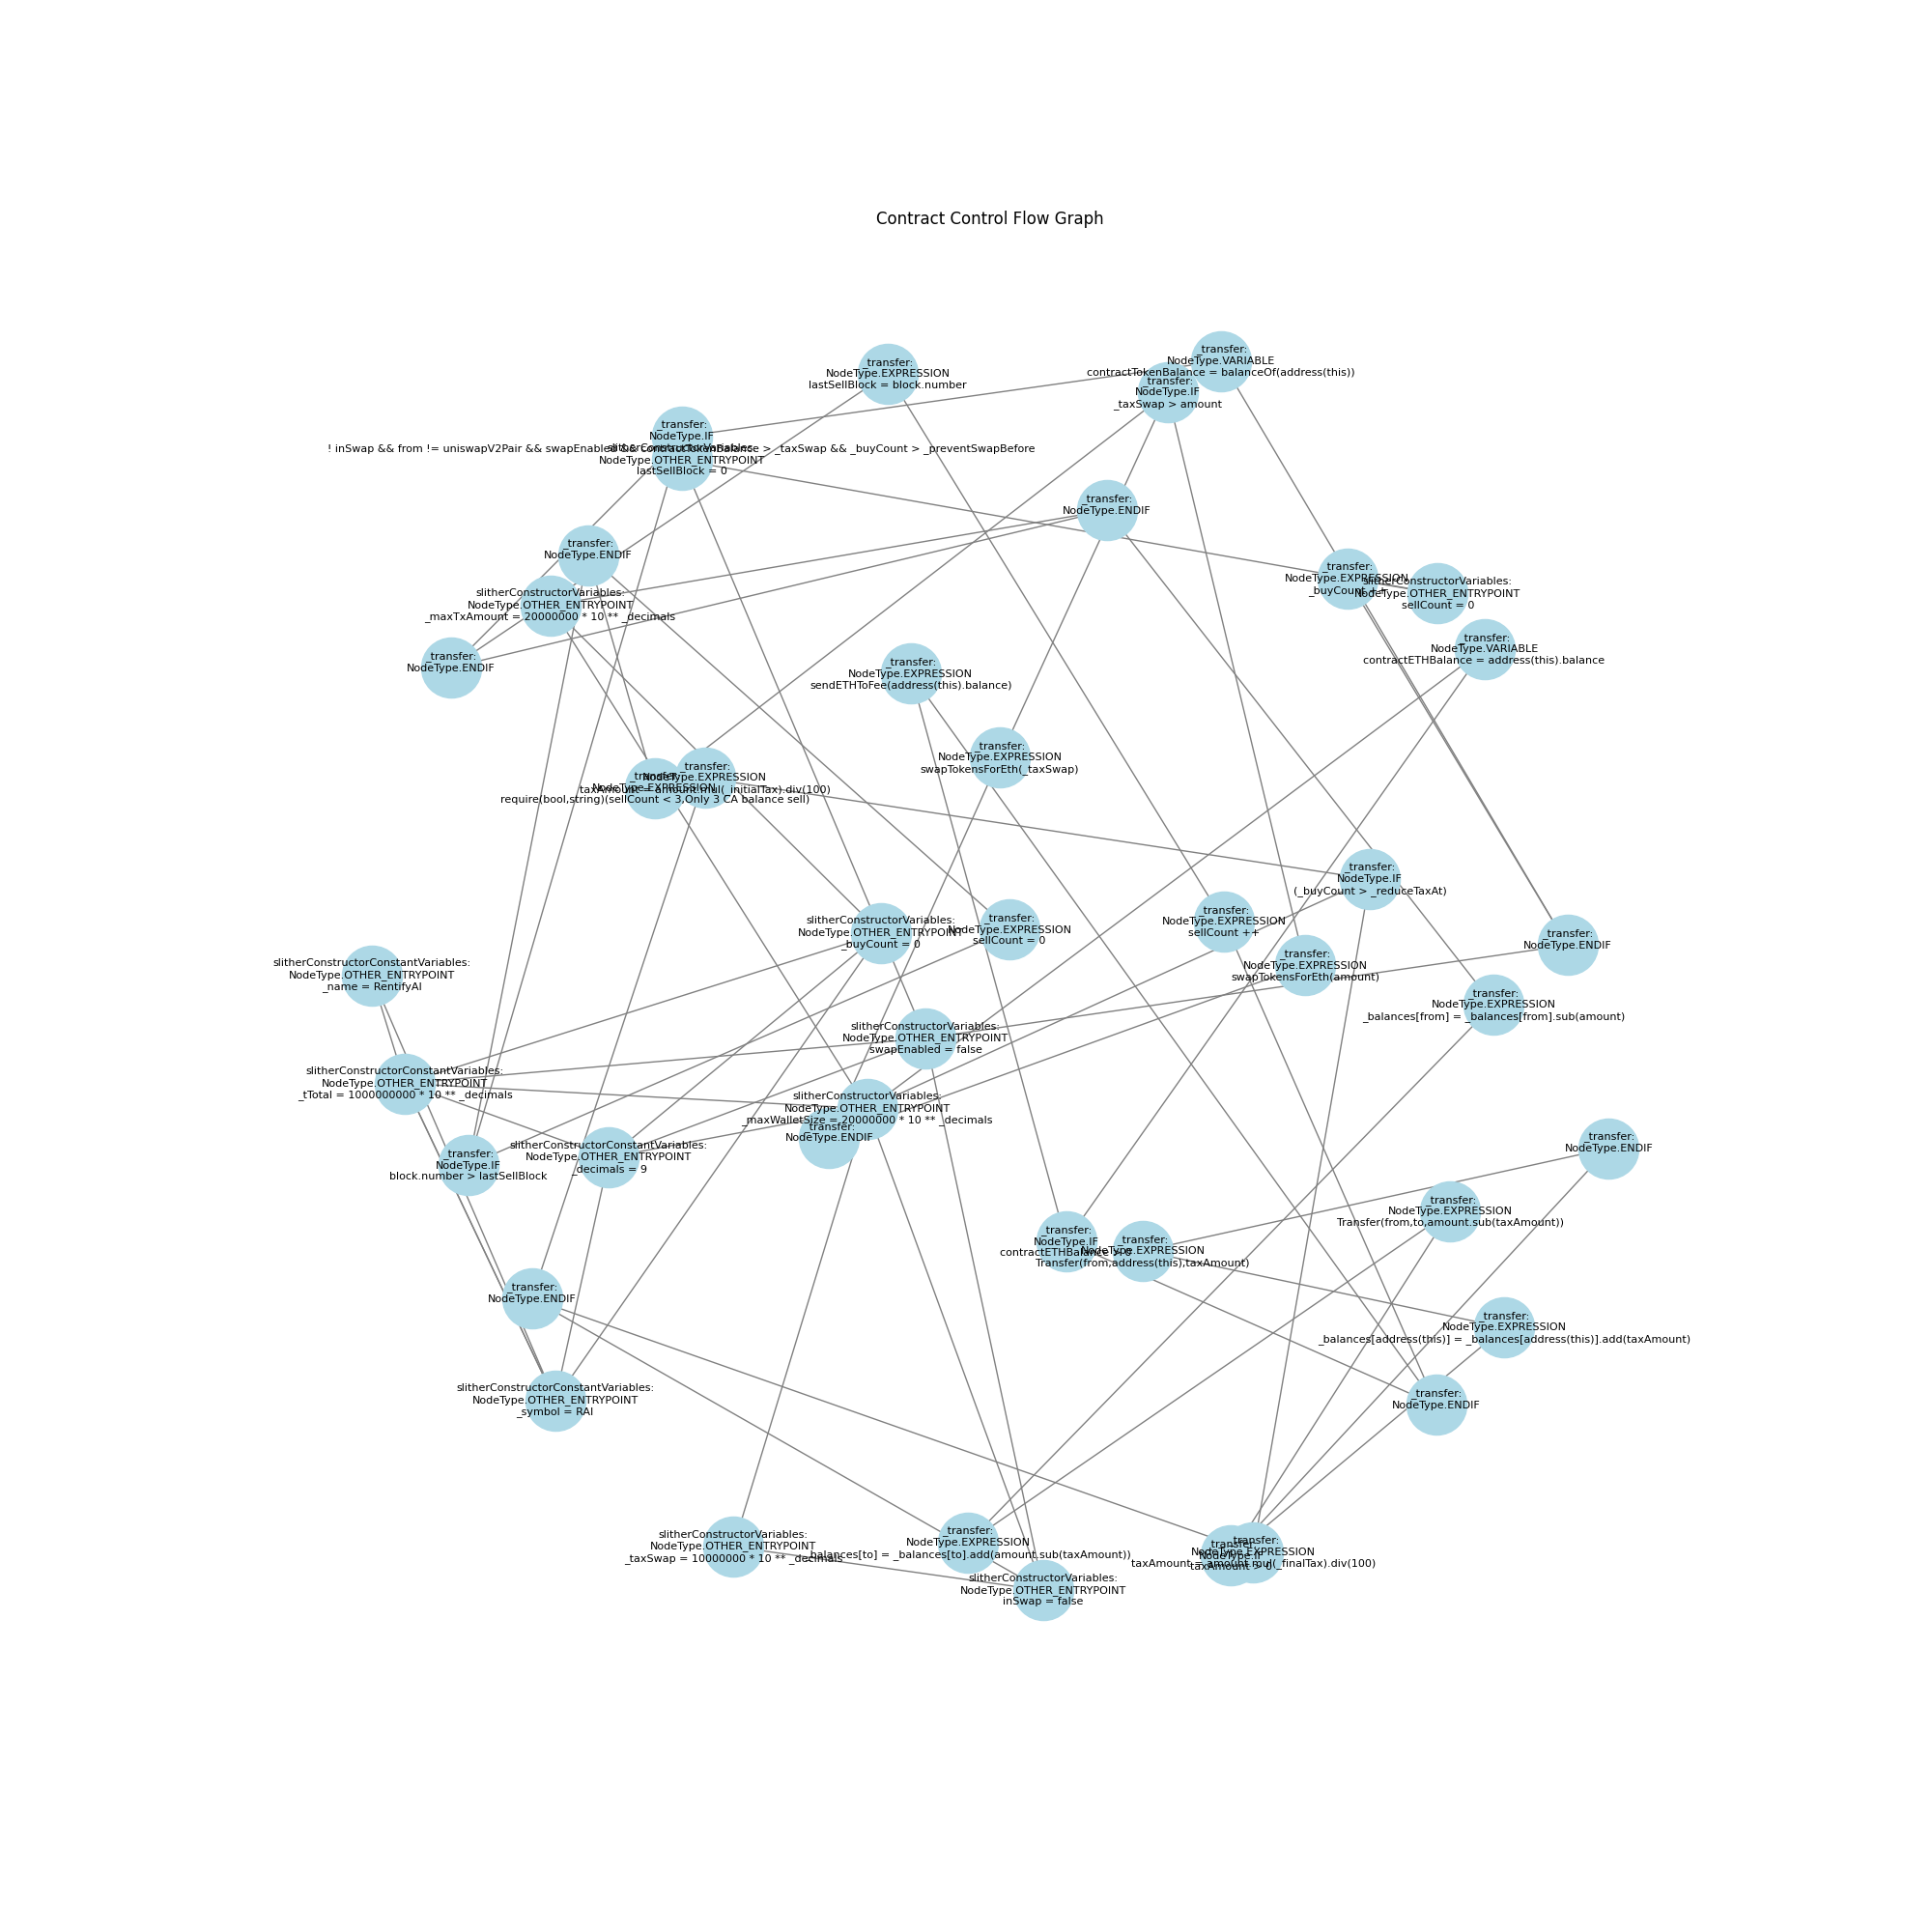 Contract Control Flow Graph
_transfer:
NodeType.VARIABLE
contractTokenBalance = balanceOf(address(this))
_transfer:
NodeType.EXPRESSION
lastSellBlock = block.number
_transfer:
NodeType.IF
_taxSwap > amount
_transfer:
NodeType.IF
! inSwap && from != uniswapV2Pair && swapEnabled && contractTokenBalance > _taxSwap && _buyCount > _preventSwapBefore
slitherConstructorVariables:
NodeType.OTHER_ENTRYPOINT
lastSellBlock = 0
_transfer:
NodeType.ENDIF
_transfer:
NodeType.ENDIF
_transfer:
NodeType.EXPRESSION
_buyCount ++
slitherConstructorVariables:
NodeType.OTHER_ENTRYPOINT
sellCount = 0
slitherConstructorVariables:
NodeType.OTHER_ENTRYPOINT
_maxTxAmount = 20000000 * 10 ** _decimals
_transfer:
NodeType.VARIABLE
contractETHBalance = address(this).balance
_transfer:
NodeType.ENDIF
_transfer:
NodeType.EXPRESSION
sendETHToFee(address(this).balance)
_transfer:
NodeType.EXPRESSION
swapTokensForEth(_taxSwap)
_transfer:
NodeType.EXPRESSION
taxAmount = amount.mul(_initialTax).div(100)
_transfer:
NodeType.EXPRESSION
require(bool,string)(sellCount < 3,Only 3 CA balance sell)
_transfer:
NodeType.IF
(_buyCount > _reduceTaxAt)
_transfer:
NodeType.EXPRESSION
sellCount ++
slitherConstructorVariables:
NodeType.OTHER_ENTRYPOINT
_buyCount = 0
_transfer:
NodeType.EXPRESSION
sellCount = 0
_transfer:
NodeType.ENDIF
_transfer:
NodeType.EXPRESSION
swapTokensForEth(amount)
slitherConstructorConstantVariables:
NodeType.OTHER_ENTRYPOINT
_name = RentifyAI
_transfer:
NodeType.EXPRESSION
_balances[from] = _balances[from].sub(amount)
slitherConstructorVariables:
NodeType.OTHER_ENTRYPOINT
swapEnabled = false
slitherConstructorConstantVariables:
NodeType.OTHER_ENTRYPOINT
_tTotal = 1000000000 * 10 ** _decimals
slitherConstructorVariables:
NodeType.OTHER_ENTRYPOINT
_maxWalletSize = 20000000 * 10 ** _decimals
_transfer:
NodeType.ENDIF
_transfer:
NodeType.ENDIF
slitherConstructorConstantVariables:
NodeType.OTHER_ENTRYPOINT
_decimals = 9
_transfer:
NodeType.IF
block.number > lastSellBlock
_transfer:
NodeType.EXPRESSION
Transfer(from,to,amount.sub(taxAmount))
_transfer:
NodeType.IF
contractETHBalance > 0
_transfer:
NodeType.EXPRESSION
Transfer(from,address(this),taxAmount)
_transfer:
NodeType.ENDIF
_transfer:
NodeType.EXPRESSION
_balances[address(this)] = _balances[address(this)].add(taxAmount)
slitherConstructorConstantVariables:
NodeType.OTHER_ENTRYPOINT
_symbol = RAI
_transfer:
NodeType.ENDIF
slitherConstructorVariables:
NodeType.OTHER_ENTRYPOINT
_taxSwap = 10000000 * 10 ** _decimals
_transfer:
NodeType.EXPRESSION
_balances[to] = _balances[to].add(amount.sub(taxAmount))
_transfer:
NodeType.EXPRESSION
taxAmount = amount.mul(_finalTax).div(100)
_transfer:
NodeType.IF
taxAmount > 0
slitherConstructorVariables:
NodeType.OTHER_ENTRYPOINT
inSwap = false